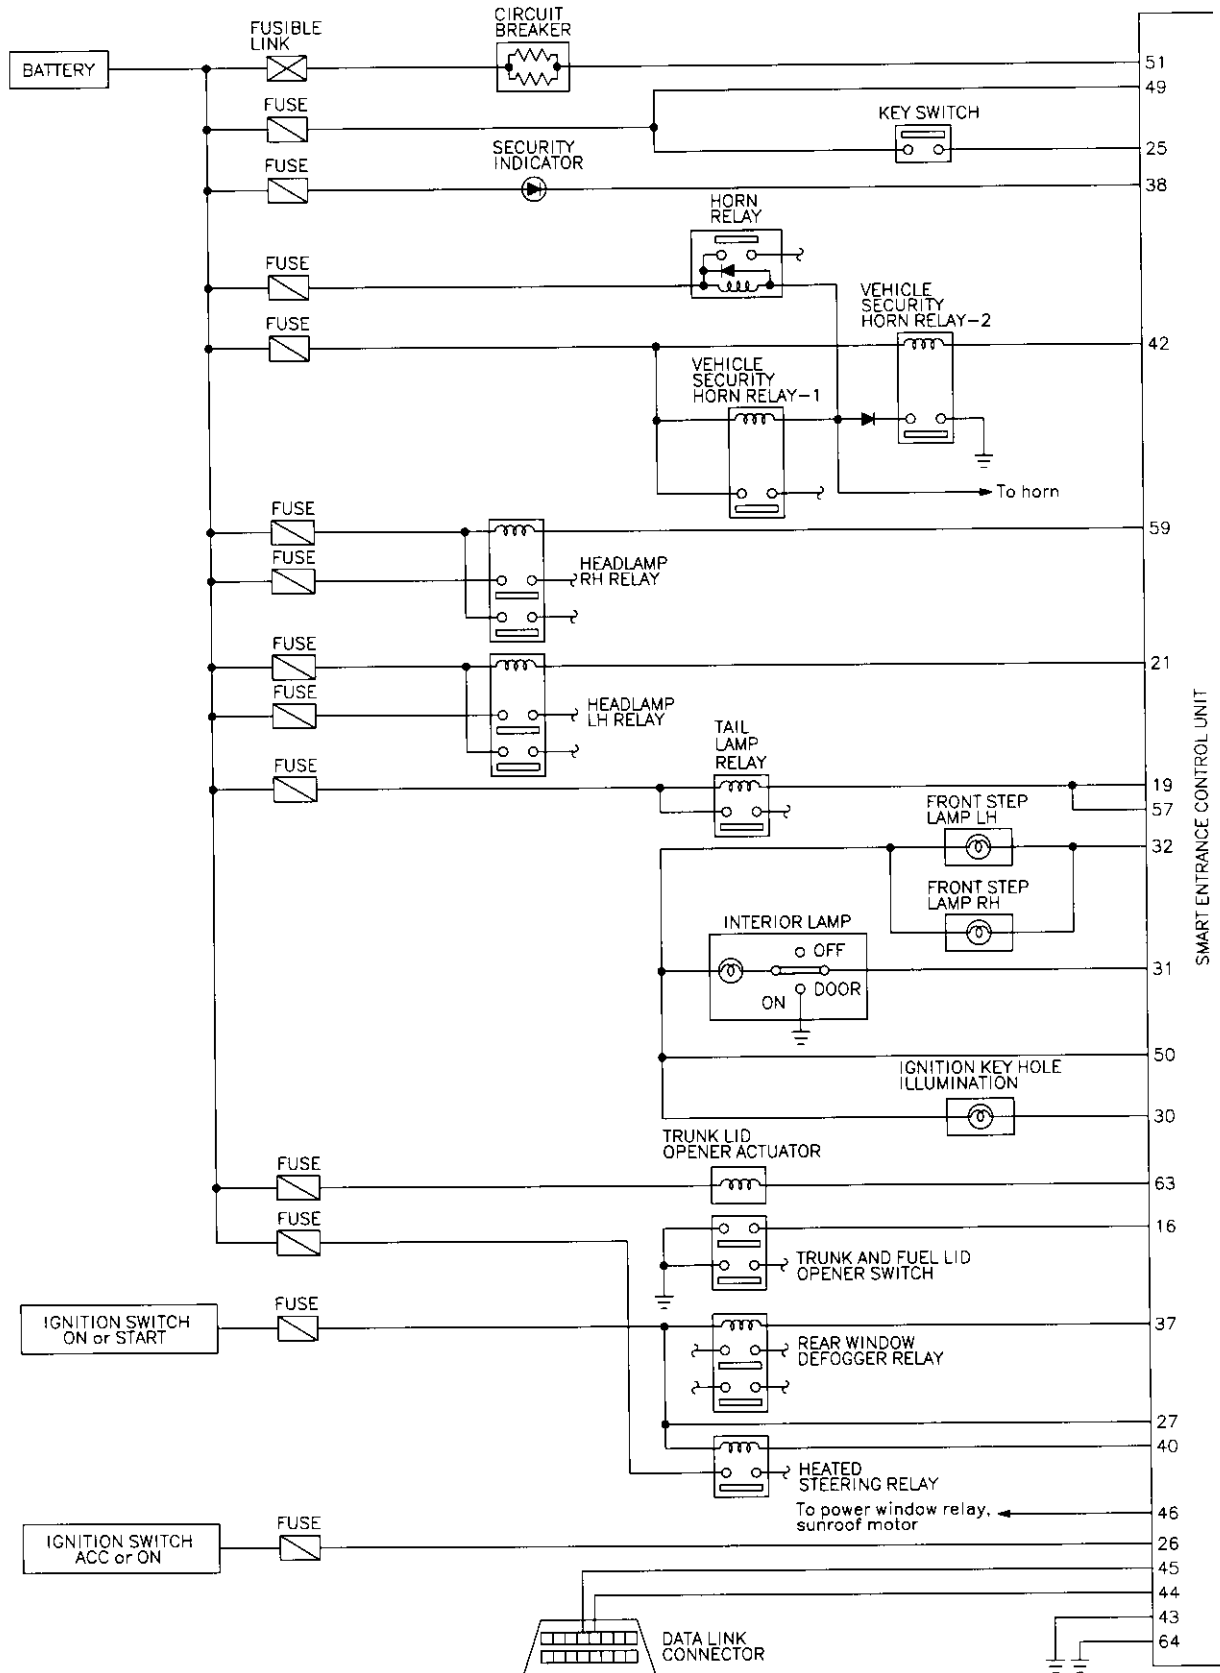 CIRCUIT
BREAKER
FUSIBLE
LINK
BATTERY
51
49
FUSE
KEY SWITCH
25
SECURITY
INDICATOR
FUSE
38
HORN
RELAY
FUSE
VEHICLE
SECURITY
HORN RELAY-2
FUSE
42
VEHICLE
SECURITY
HORN RELAY-1
To horn
FUSE
59
FUSE
HEADLAMP
RH RELAY
FUSE
21
FUSE
HEADLAMP
LH RELAY
TAIL
LAMP
RELAY
FUSE
19
57
FRONT STEP
LAMP LH
32
FRONT STEP
LAMP RH
SMART ENTRANCE CONTROL UNIT
INTERIOR LAMP
OFF
31
DOOR
ON
50
IGNITION KEY HOLE
ILLUMINATION
30
TRUNK LID
OPENER ACTUATOR
FUSE
63
FUSE
16
TRUNK AND FUEL LID
OPENER SWITCH
FUSE
IGNITION SWITCH
ON or START
37
REAR WINDOW
DEFOGGER RELAY
27
40
HEATED
STEERING RELAY
To power window relay,
sunroof motor
46
FUSE
IGNITION SWITCH
ACC or ON
26
45
44
43
DATA LINK
CONNECTOR
64